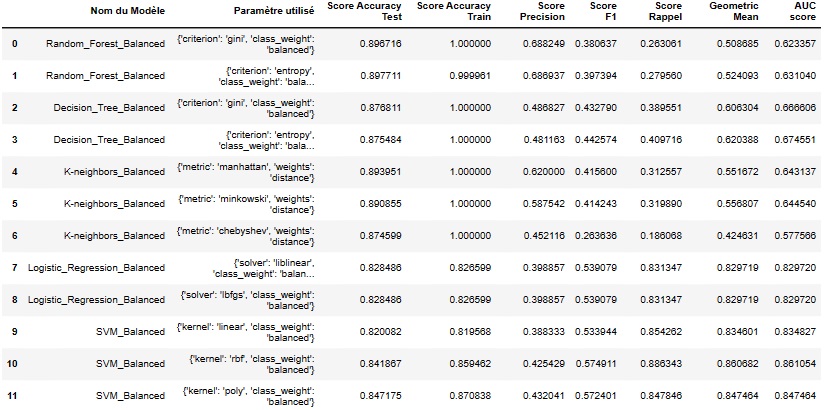 Nom du Modèle Paramètre utilisé Score Accuracy Test Score Accuracy Train Score Precision Score F1 Score Rappel Geometric Mean AUC score
0 Random_Forest_Balanced {'criterion': 'gini', 'class_weight': 'balanced'} 0.896716 1.000000 0.688249 0.380637 0.263061 0.508685 0.623357
1 Random_Forest_Balanced {'criterion': 'entropy', 'class_weight': 'bala... 0.897711 0.999961 0.686937 0.397394 0.279560 0.524093 0.631040
2 Decision_Tree_Balanced {'criterion': 'gini', 'class_weight': 'balanced'} 0.876811 1.000000 0.486827 0.432790 0.389551 0.606304 0.666606
3 Decision_Tree_Balanced {'criterion': 'entropy', 'class_weight': 'bala... 0.875484 1.000000 0.481163 0.442574 0.409716 0.620388 0.674551
4 K-neighbors_Balanced {'metric': 'manhattan', 'weights': 'distance'} 0.893951 1.000000 0.620000 0.415600 0.312557 0.551672 0.643137
5 K-neighbors_Balanced {'metric': 'minkowski', 'weights': 'distance'} 0.890855 1.000000 0.587542 0.414243 0.319890 0.556807 0.644540
6 K-neighbors_Balanced {'metric': 'chebyshev', 'weights': 'distance'} 0.874599 1.000000 0.452116 0.263636 0.186068 0.424631 0.577566
7 Logistic_Regression_Balanced {'solver': 'liblinear', 'class_weight': 'balan... 0.828486 0.826599 0.398857 0.539079 0.831347 0.829719 0.829720
8 Logistic_Regression_Balanced {'solver': 'lbfgs', 'class_weight': 'balanced'} 0.828486 0.826599 0.398857 0.539079 0.831347 0.829719 0.829720
9 SVM_Balanced {'kernel': 'linear', 'class_weight': 'balanced'} 0.820082 0.819568 0.388333 0.533944 0.854262 0.834601 0.834827
10 SVM_Balanced {'kernel': 'rbf', 'class_weight': 'balanced'} 0.841867 0.859462 0.425429 0.574911 0.886343 0.860682 0.861054
11 SVM_Balanced {'kernel': 'poly', 'class_weight': 'balanced'} 0.847175 0.870838 0.432041 0.572401 0.847846 0.847464 0.847464